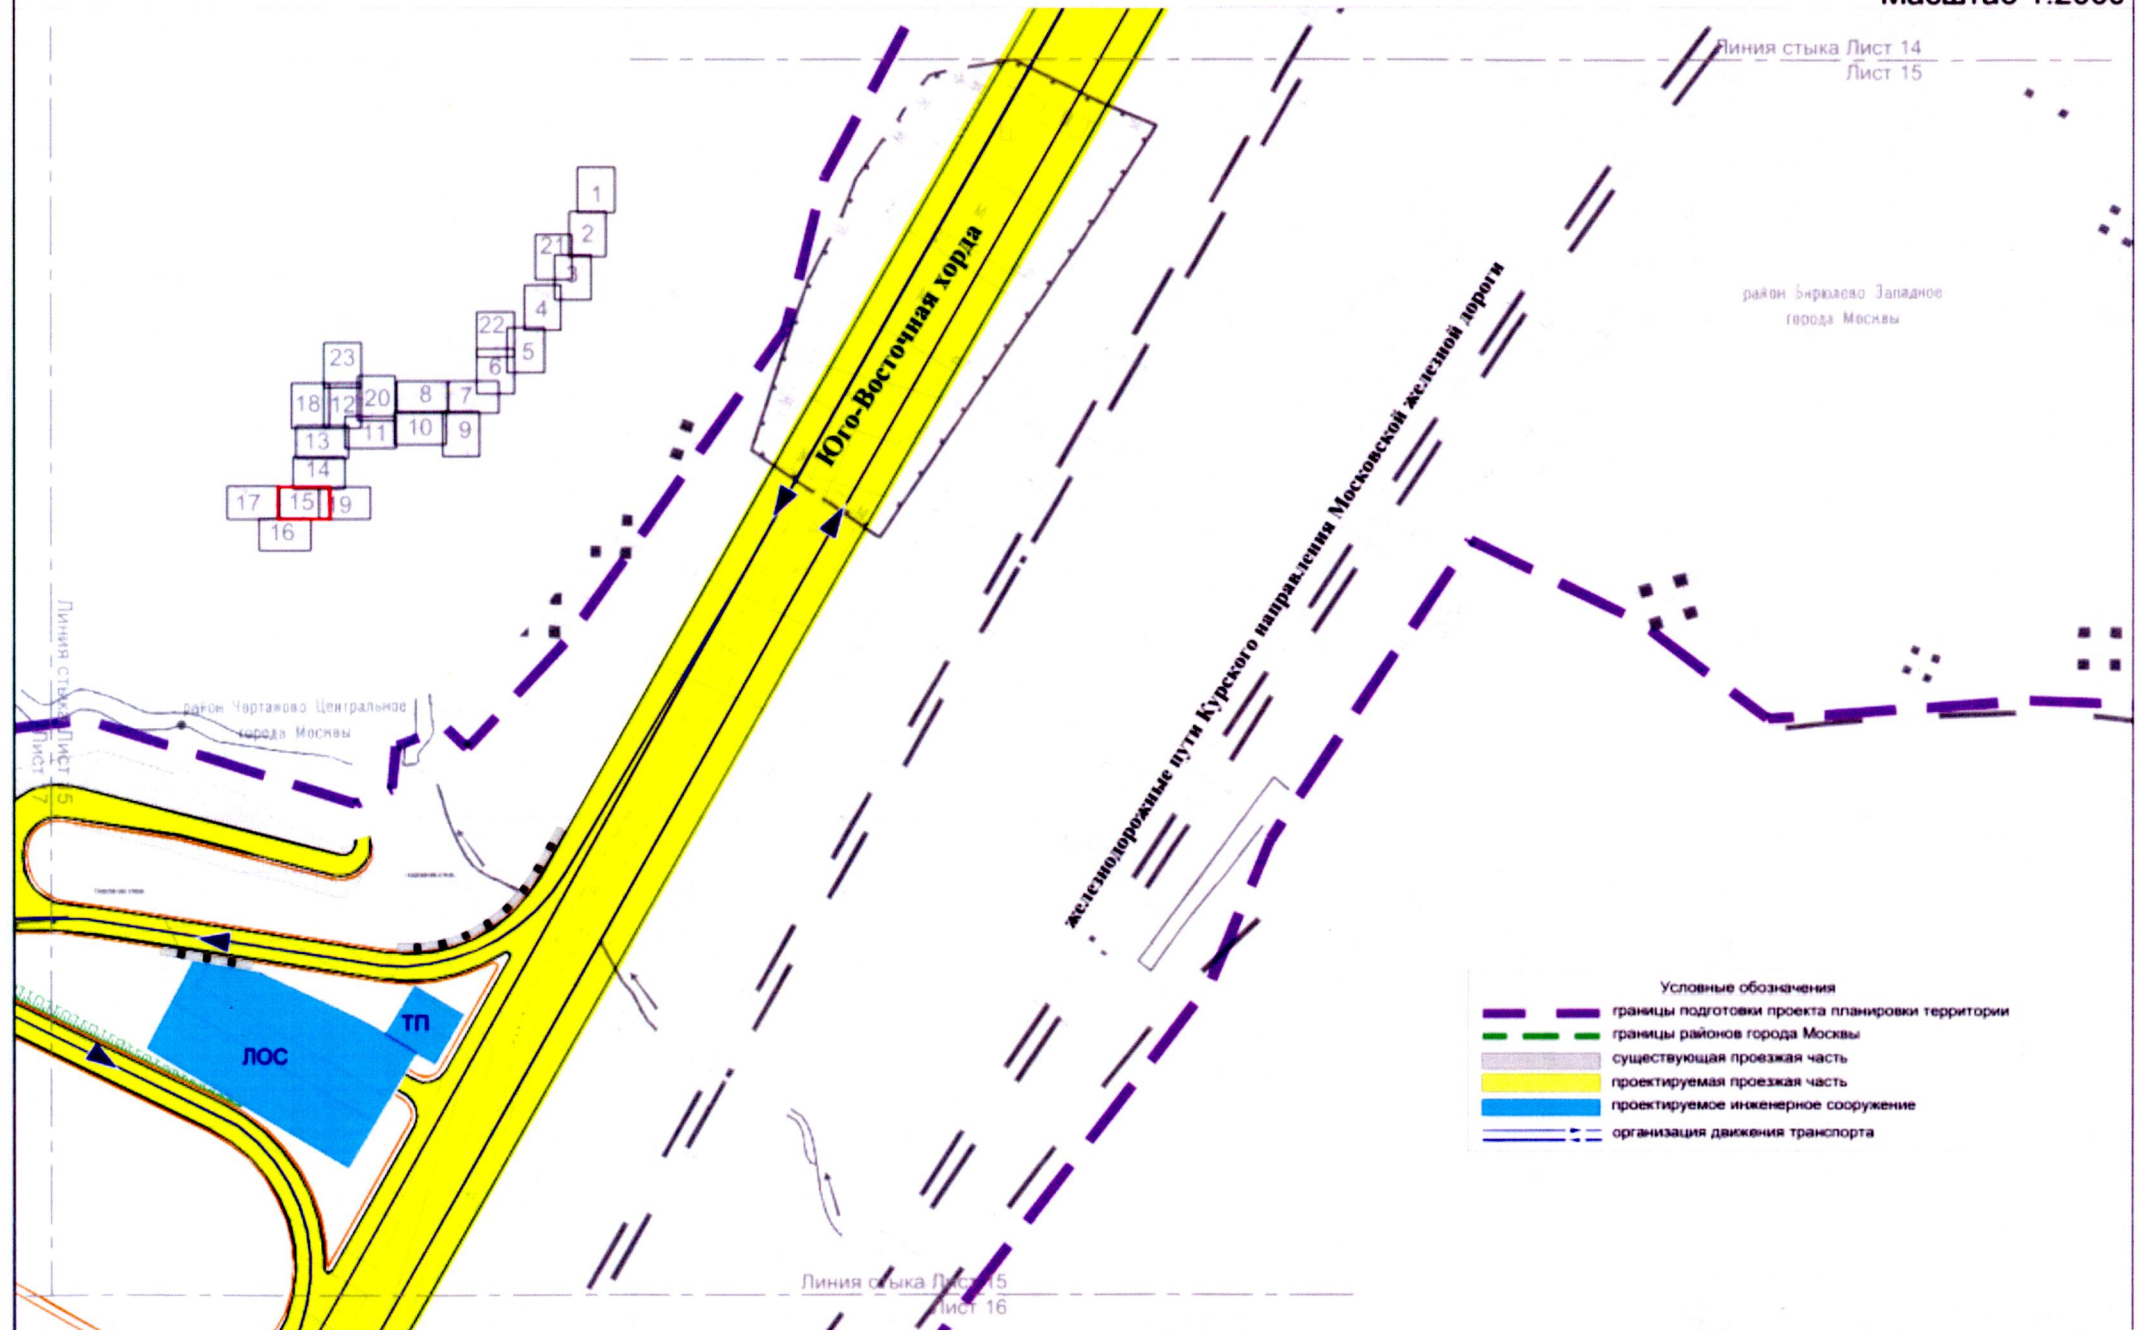 Линия стыка Лист 14
Лист 15
1
2
21
3
4
22
5
6
23
18
12
20
8
7
13
11
10
9
14
17
15
19
16
Юго-Восточная хорда
железнодорожные пути Курского направления Московской железной дороги
район Бирюлево Западное
города Москвы
район Чертаново Центральное
города Москвы
Линия стыка Лист 15
Лист 17
ТП
ЛОС
Условные обозначения
границы подготовки проекта планировки территории
границы районов города Москвы
существующая проезжая часть
проектируемая проезжая часть
проектируемое инженерное сооружение
организация движения транспорта
Линия стыка Лист 15
Лист 16